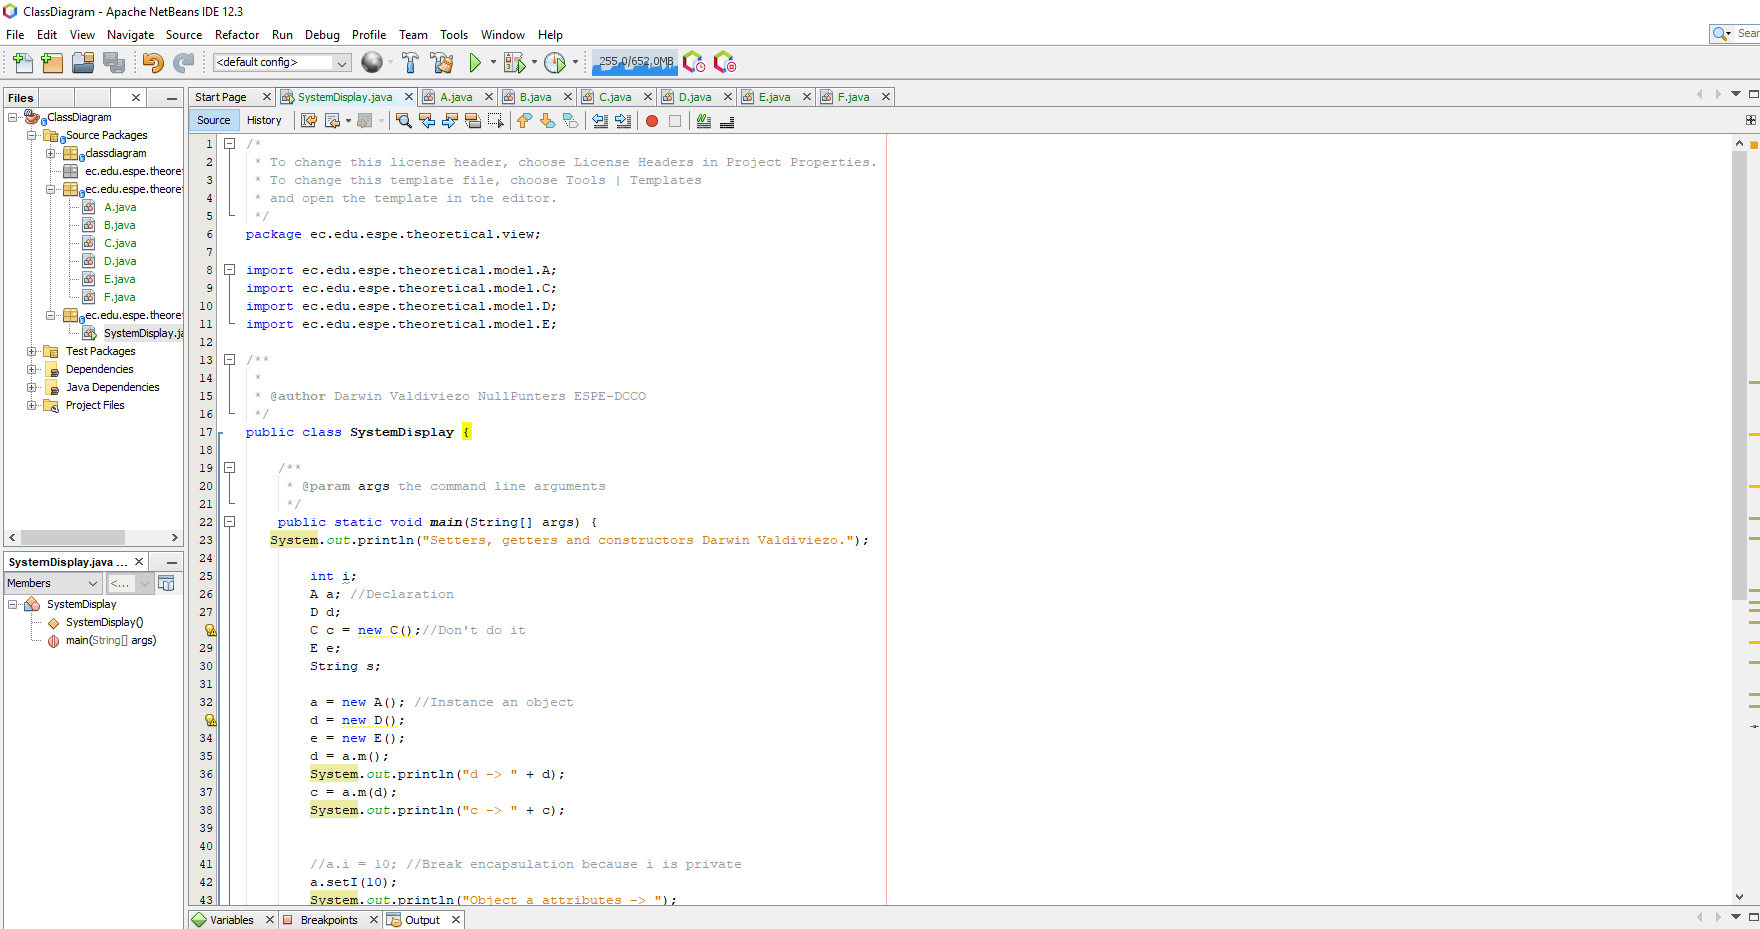 ClassDiagram - Apache NetBeans IDE 12.3
File Edit View Navigate Source Refactor Run Debug Profile Team Tools Window Help
<default config>
255.0/652.0MB
Files
Start Page SystemDisplay.java A.java B.java C.java D.java E.java F.java
Source History
ClassDiagram
Source Packages
classdiagram
ec.edu.espe.theoret
ec.edu.espe.theoret
A.java
B.java
C.java
D.java
E.java
F.java
ec.edu.espe.theoret
SystemDisplay.ja
Test Packages
Dependencies
Java Dependencies
Project Files
SystemDisplay.java ...
Members <...
SystemDisplay
SystemDisplay()
main(String[] args)
1 /*
2 * To change this license header, choose License Headers in Project Properties.
3 * To change this template file, choose Tools | Templates
4 * and open the template in the editor.
5 */
6 package ec.edu.espe.theoretical.view;
7
8 import ec.edu.espe.theoretical.model.A;
9 import ec.edu.espe.theoretical.model.C;
10 import ec.edu.espe.theoretical.model.D;
11 import ec.edu.espe.theoretical.model.E;
12
13 /**
14 *
15 * @author Darwin Valdiviezo NullPunters ESPE-DCCO
16 */
17 public class SystemDisplay {
18
19 /**
20 * @param args the command line arguments
21 */
22 public static void main(String[] args) {
23 System.out.println("Setters, getters and constructors Darwin Valdiviezo.");
24
25 int i;
26 A a; //Declaration
27 D d;
C c = new C();//Don't do it
29 E e;
30 String s;
31
32 a = new A(); //Instance an object
d = new D();
34 e = new E();
35 d = a.m();
36 System.out.println("d -> " + d);
37 c = a.m(d);
38 System.out.println("c -> " + c);
39
40
41 //a.i = 10; //Break encapsulation because i is private
42 a.setI(10);
43 System.out.println("Object a attributes -> ");
Variables Breakpoints Output